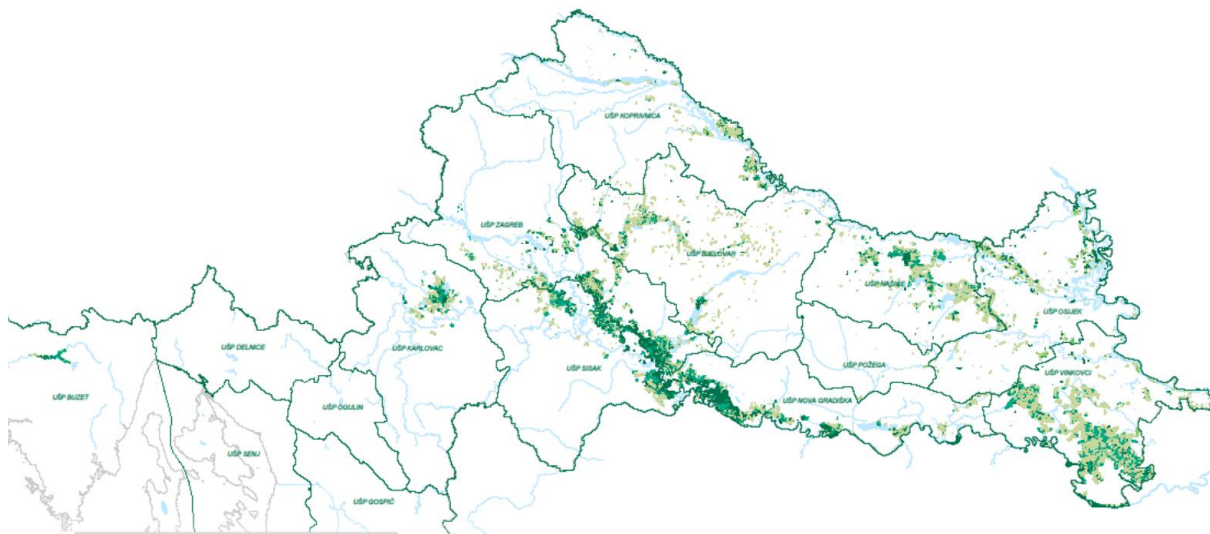 UŠP KOPRIVNICA
UŠP ZAGREB
UŠP BJELOVAR
UŠP NAŠICE
UŠP OSIJEK
UŠP DELNICE
UŠP KARLOVAC
UŠP SISAK
UŠP POŽEGA
UŠP VINKOVCI
UŠP BUZET
UŠP OGULIN
UŠP NOVA GRADIŠKA
UŠP SENJ
UŠP GOSPIĆ